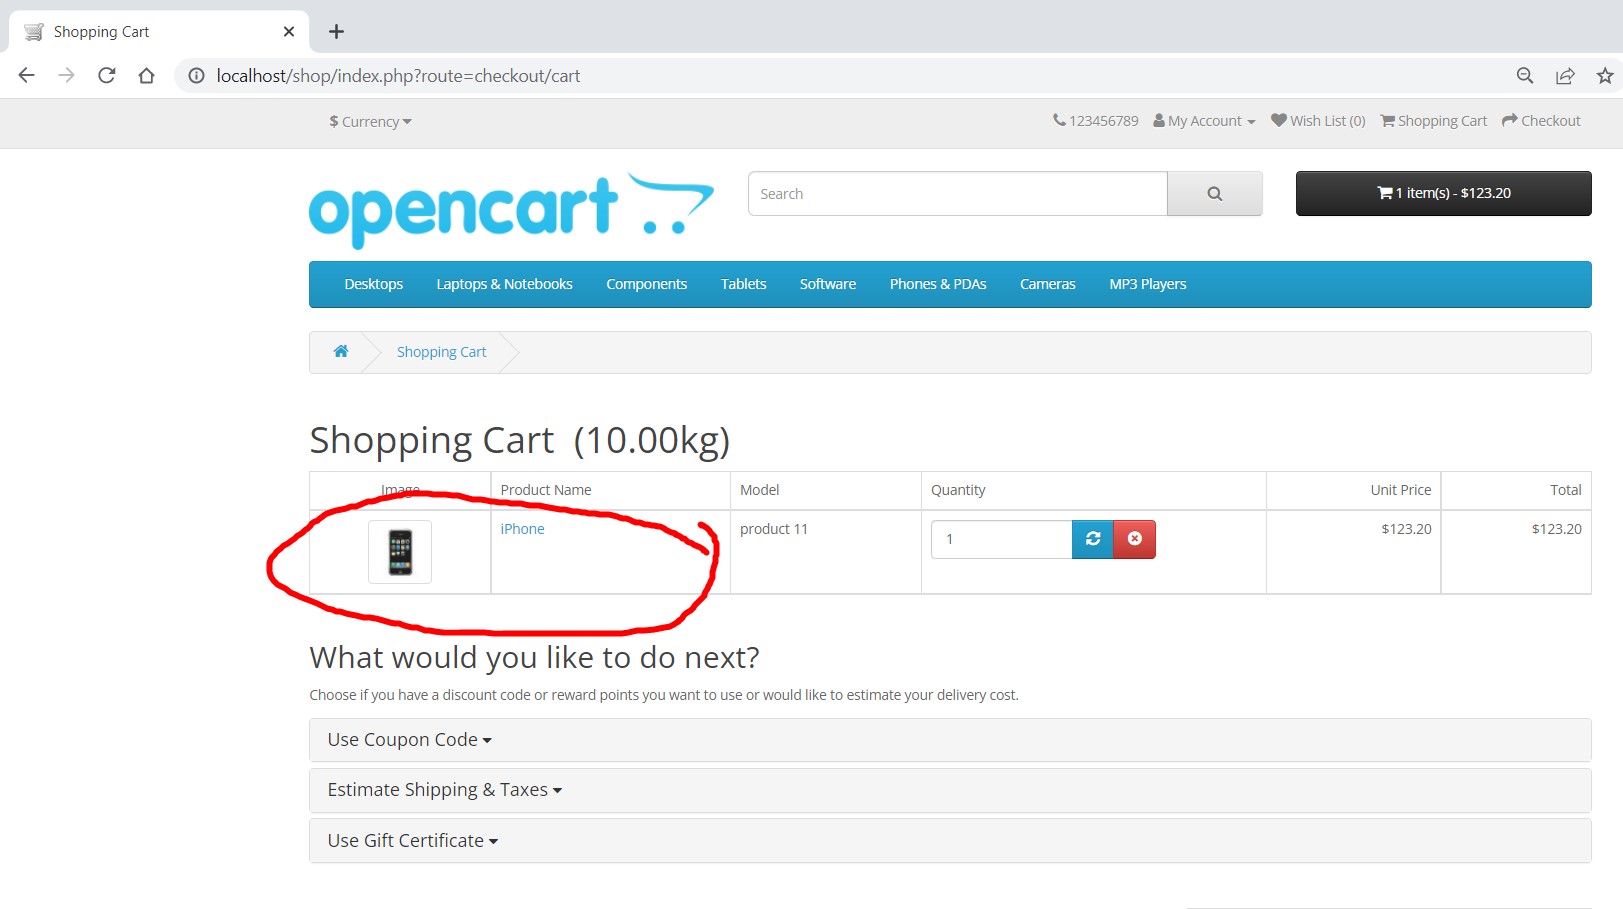 Shopping Cart
localhost/shop/index.php?route=checkout/cart
$ Currency 123456789 My Account Wish List (0) Shopping Cart Checkout
opencart Search 1 item(s) - $123.20
Desktops Laptops & Notebooks Components Tablets Software Phones & PDAs Cameras MP3 Players
Shopping Cart
Shopping Cart (10.00kg)
Image Product Name Model Quantity Unit Price Total
iPhone product 11 1 $123.20 $123.20
What would you like to do next?
Choose if you have a discount code or reward points you want to use or would like to estimate your delivery cost.
Use Coupon Code
Estimate Shipping & Taxes
Use Gift Certificate